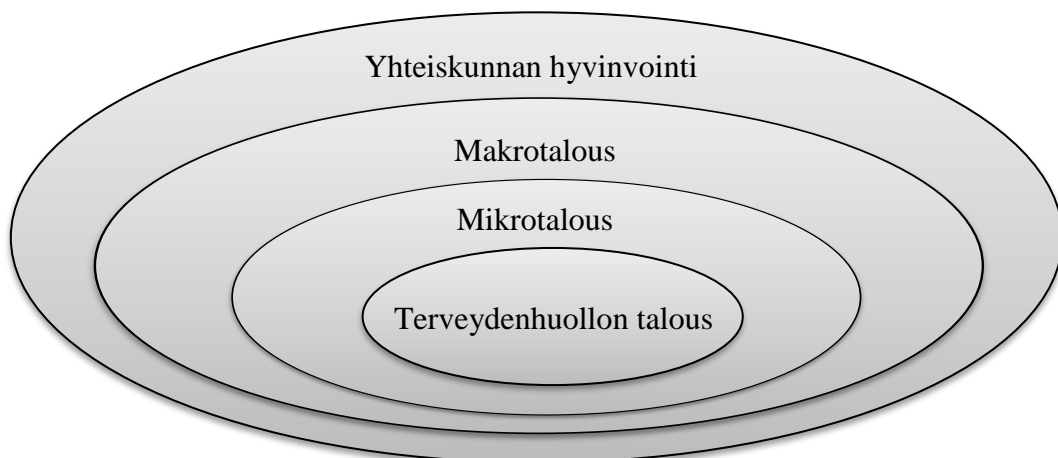 Yhteiskunnan hyvinvointi
Makrotalous
Mikrotalous
Terveydenhuollon talous